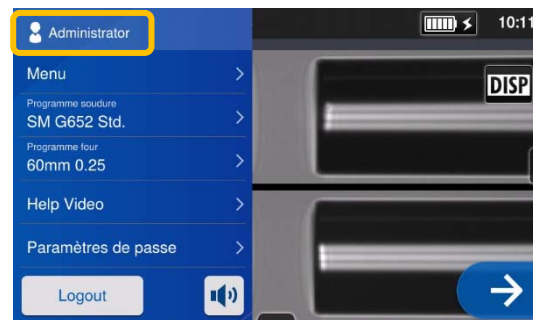 Administrator
10:11
Menu
DISP
Programme soudure
SM G652 Std.
Programme four
60mm 0.25
Help Video
Paramètres de passe
Logout